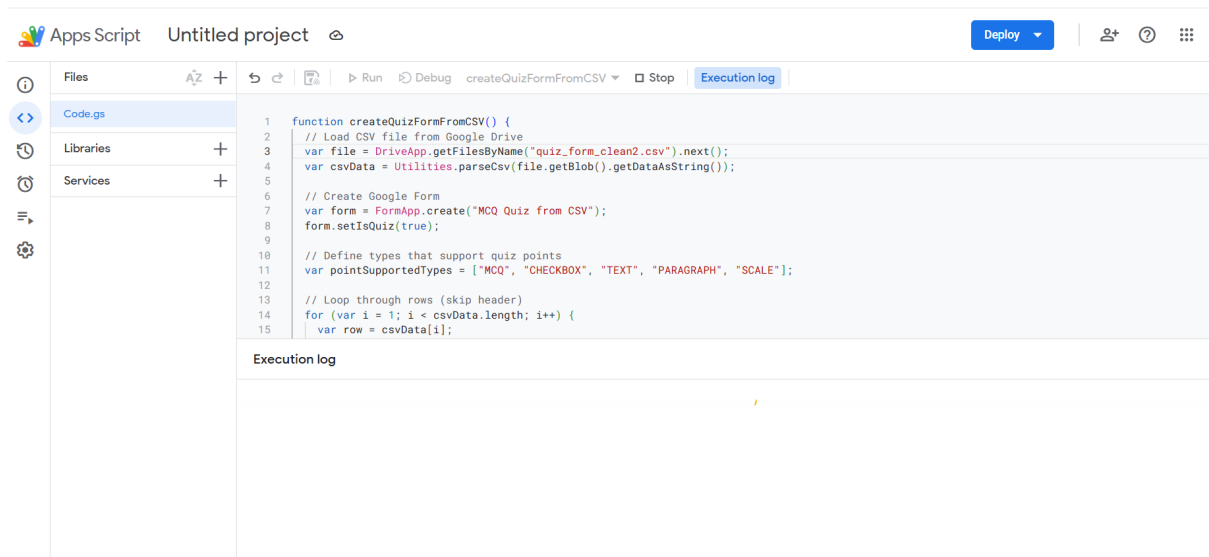 Apps Script Untitled project
Deploy
Files
AZ
Run Debug createQuizFormFromCSV Stop Execution log
Code.gs
Libraries
Services
1 function createQuizFormFromCSV() {
2 // Load CSV file from Google Drive
3 var file = DriveApp.getFilesByName("quiz_form_clean2.csv").next();
4 var csvData = Utilities.parseCsv(file.getBlob().getDataAsString());
5
6 // Create Google Form
7 var form = FormApp.create("MCQ Quiz from CSV");
8 form.setIsQuiz(true);
9
10 // Define types that support quiz points
11 var pointSupportedTypes = ["MCQ", "CHECKBOX", "TEXT", "PARAGRAPH", "SCALE"];
12
13 // Loop through rows (skip header)
14 for (var i = 1; i < csvData.length; i++) {
15 var row = csvData[i];
Execution log